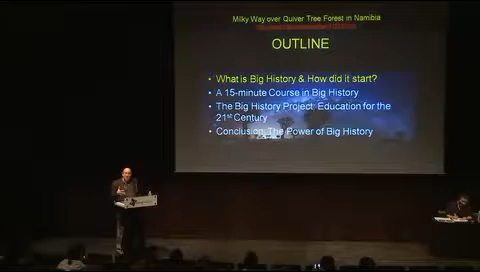 Milky Way over Quiver Tree Forest in Namibia
OUTLINE
• What is Big History & How did it start?
• A 15-minute Course in Big History
• The Big History Project: Education for the
21st Century
• Conclusion: The Power of Big History